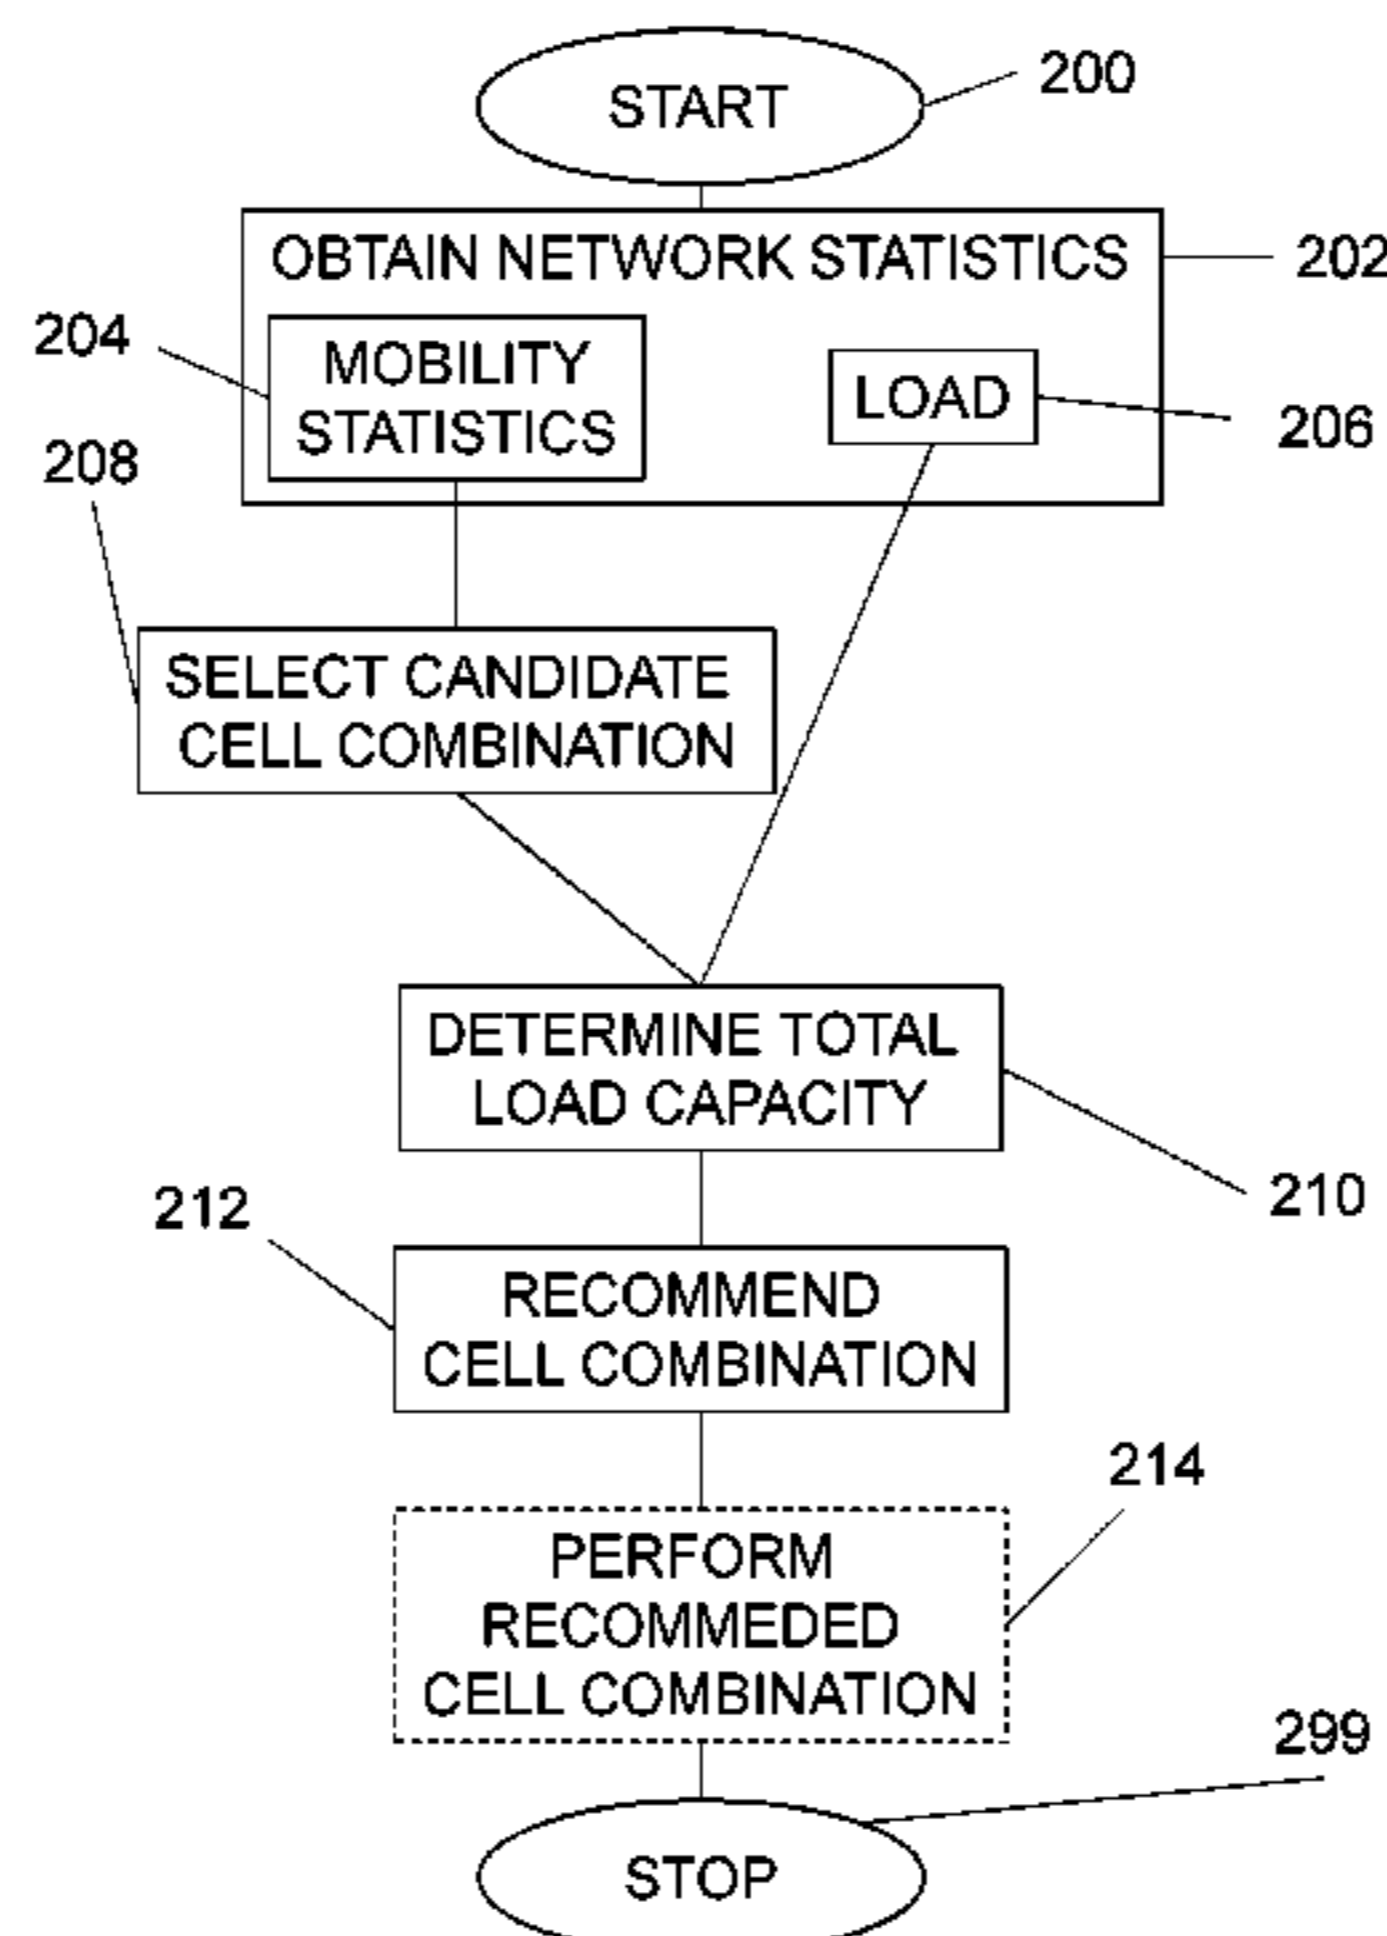 START
200
OBTAIN NETWORK STATISTICS
202
204
MOBILITY
STATISTICS
LOAD
206
208
SELECT CANDIDATE
CELL COMBINATION
DETERMINE TOTAL
LOAD CAPACITY
210
212
RECOMMEND
CELL COMBINATION
214
PERFORM
RECOMMEDED
CELL COMBINATION
299
STOP